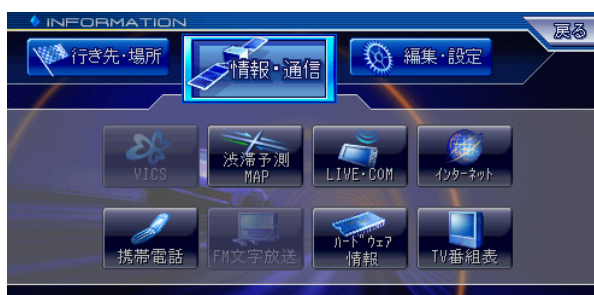 INFORMATION
戻る
行き先・場所
情報・通信
編集・設定
VICS
渋滞予測
MAP
LIVE・COM
インターネット
携帯電話
FM文字放送
ハードウェア
情報
TV番組表